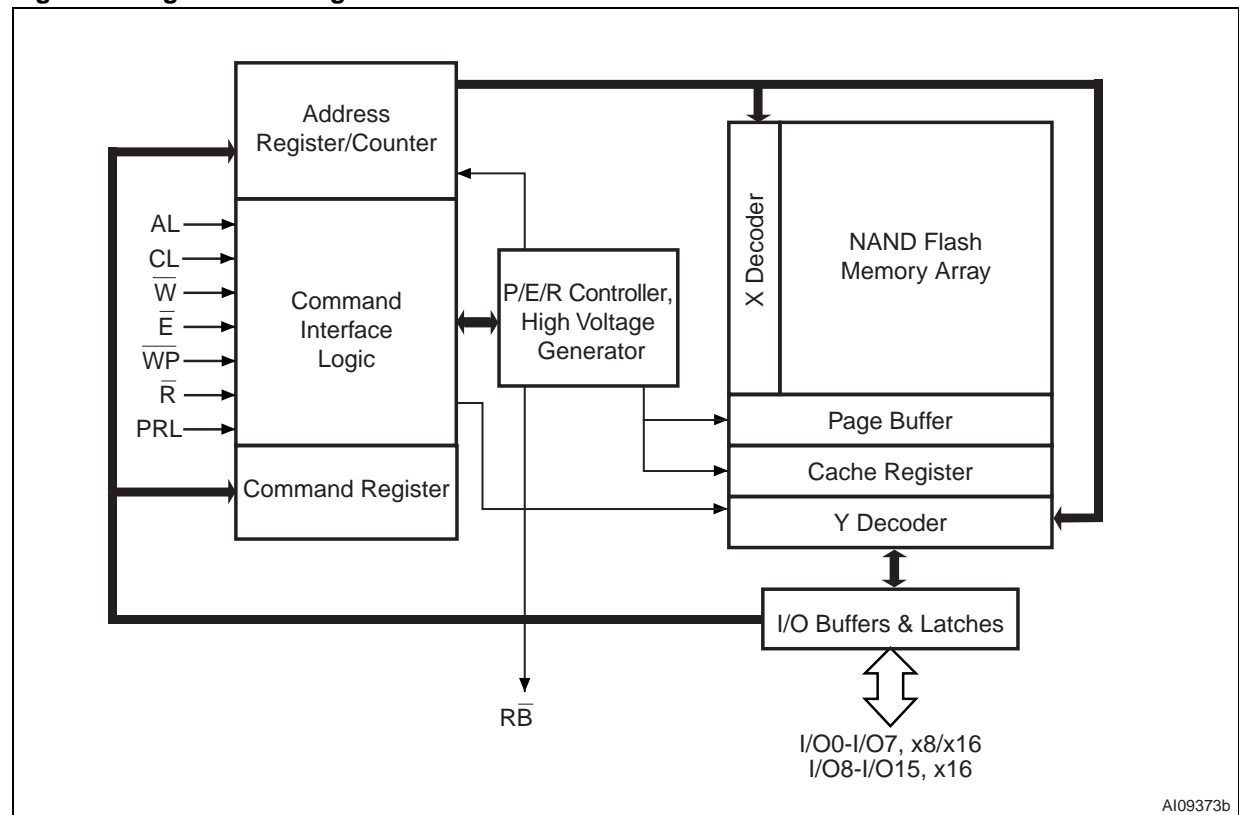 Address
Register/Counter
AL
CL
W̅
E̅
W̅P̅
R̅
PRL
Command
Interface
Logic
Command Register
P/E/R Controller,
High Voltage
Generator
RB̅
X Decoder
NAND Flash
Memory Array
Page Buffer
Cache Register
Y Decoder
I/O Buffers & Latches
I/O0-I/O7, x8/x16
I/O8-I/O15, x16
AI09373b